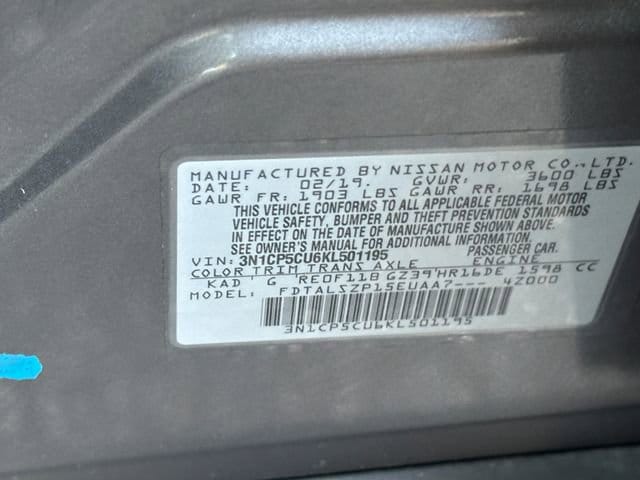 MANUFACTURED BY NISSAN MOTOR CO., LTD.
DATE: 02/19. GVWR: 3600 LBS
GAWR FR: 1903 LBS GAWR RR: 1698 LBS
THIS VEHICLE CONFORMS TO ALL APPLICABLE FEDERAL MOTOR
VEHICLE SAFETY, BUMPER AND THEFT PREVENTION STANDARDS
IN EFFECT ON THE DATE OF MANUFACTURE SHOWN ABOVE.
SEE OWNER'S MANUAL FOR ADDITIONAL INFORMATION.
VIN: 3N1CP5CU6KL501195 PASSENGER CAR.
COLOR TRIM TRANS AXLE ENGINE
KAD G RE0F11B GZ39 HR16DE 1598 CC
MODEL: FDTALSZP15EUAA7--- 4Z000
3N1CP5CU6KL501195